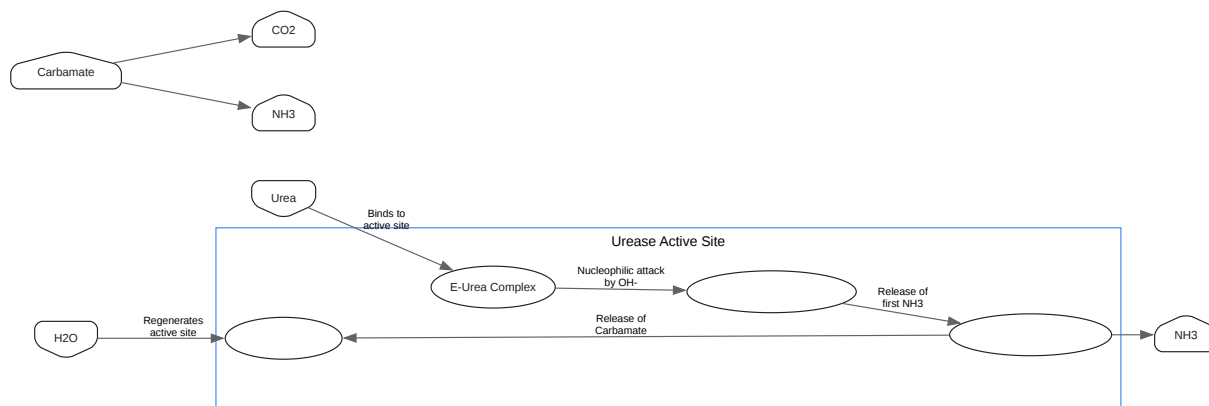 CO2
Carbamate
NH3
Urea
Binds to
active site
Urease Active Site
E-Urea Complex
Nucleophilic attack
by OH-
Release of
first NH3
H2O
Regenerates
active site
Release of
Carbamate
NH3